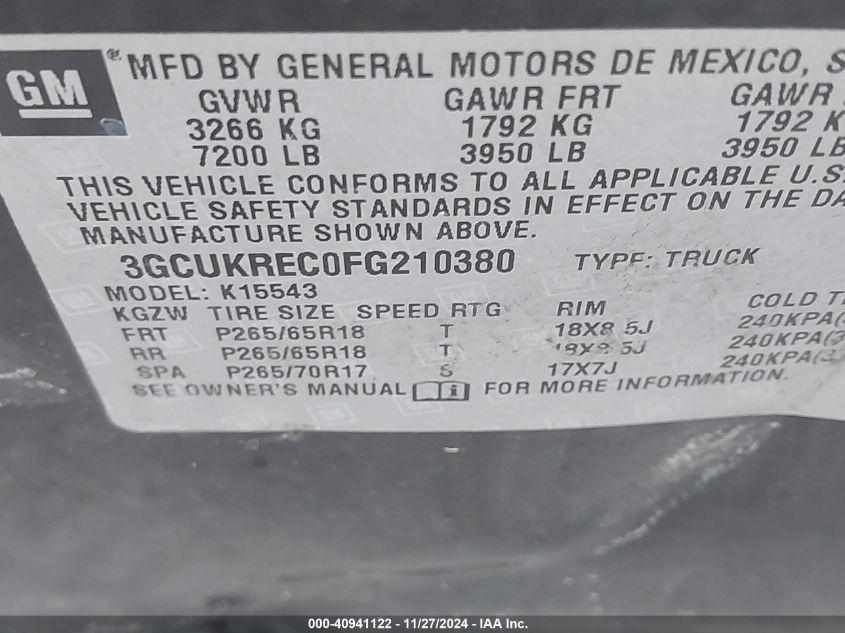 GM
® MFD BY GENERAL MOTORS DE MEXICO, S
GVWR GAWR FRT GAWR
3266 KG 1792 KG 1792 K
7200 LB 3950 LB 3950 LB
THIS VEHICLE CONFORMS TO ALL APPLICABLE U.S
VEHICLE SAFETY STANDARDS IN EFFECT ON THE DA
MANUFACTURE SHOWN ABOVE.
3GCUKREC0FG210380 TYPE: TRUCK
MODEL: K15543
KGZW TIRE SIZE SPEED RTG RIM COLD T
FRT P265/65R18 T 18X8.5J 240KPA(
RR P265/65R18 T 18X8.5J 240KPA(3
SPA P265/70R17 S 17X7J 240KPA(3
SEE OWNER'S MANUAL i FOR MORE INFORMATION.
000-40941122 - 11/27/2024 - IAA Inc.